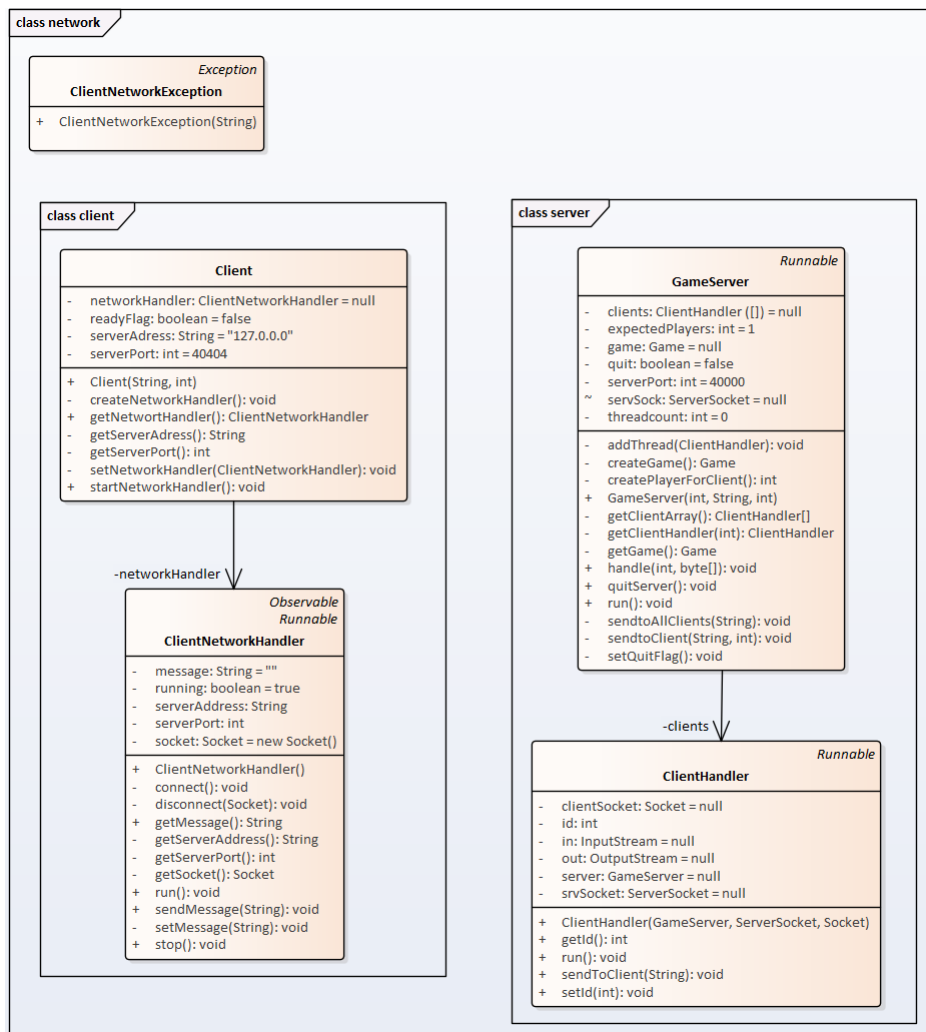 class network
Exception
ClientNetworkException
+ ClientNetworkException(String)
class client
Client
- networkHandler: ClientNetworkHandler = null
- readyFlag: boolean = false
- serverAdress: String = "127.0.0.0"
- serverPort: int = 40404
+ Client(String, int)
- createNetworkHandler(): void
+ getNetwortHandler(): ClientNetworkHandler
- getServerAdress(): String
- getServerPort(): int
- setNetworkHandler(ClientNetworkHandler): void
+ startNetworkHandler(): void
-networkHandler
Observable
Runnable
ClientNetworkHandler
- message: String = ""
- running: boolean = true
- serverAddress: String
- serverPort: int
- socket: Socket = new Socket()
+ ClientNetworkHandler()
- connect(): void
- disconnect(Socket): void
+ getMessage(): String
- getServerAddress(): String
- getServerPort(): int
- getSocket(): Socket
+ run(): void
+ sendMessage(String): void
- setMessage(String): void
+ stop(): void
class server
Runnable
GameServer
- clients: ClientHandler ([]) = null
- expectedPlayers: int = 1
- game: Game = null
- quit: boolean = false
- serverPort: int = 40000
~ servSock: ServerSocket = null
- threadcount: int = 0
- addThread(ClientHandler): void
- createGame(): Game
- createPlayerForClient(): int
+ GameServer(int, String, int)
- getClientArray(): ClientHandler[]
- getClientHandler(int): ClientHandler
- getGame(): Game
+ handle(int, byte[]): void
+ quitServer(): void
+ run(): void
- sendtoAllClients(String): void
- sendtoClient(String, int): void
- setQuitFlag(): void
-clients
Runnable
ClientHandler
- clientSocket: Socket = null
- id: int
- in: InputStream = null
- out: OutputStream = null
- server: GameServer = null
- srvSocket: ServerSocket = null
+ ClientHandler(GameServer, ServerSocket, Socket)
+ getId(): int
+ run(): void
+ sendToClient(String): void
+ setId(int): void